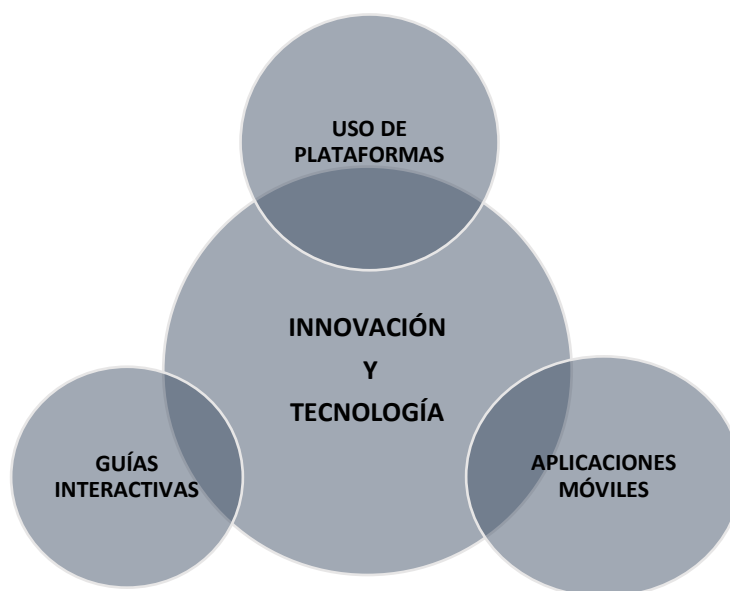 USO DE
PLATAFORMAS
INNOVACIÓN
Y
TECNOLOGÍA
GUÍAS
INTERACTIVAS
APLICACIONES
MÓVILES